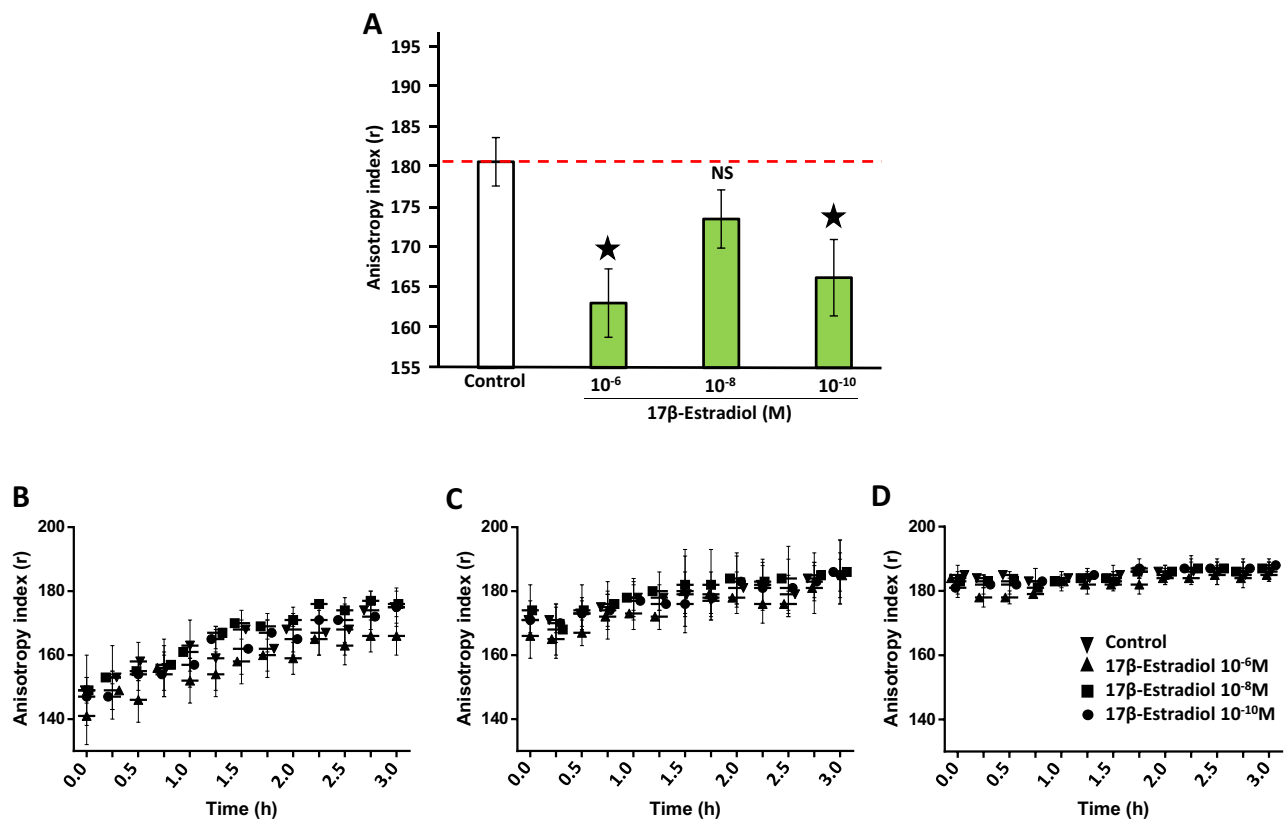 A
Anisotropy index (r)
195
190
185
180
175
170
165
160
155
NS
Control
10⁻⁶
10⁻⁸
10⁻¹⁰
17β-Estradiol (M)
B
Anisotropy index (r)
200
180
160
140
0.0
0.5
1.0
1.5
2.0
2.5
3.0
Time (h)
C
Anisotropy index (r)
200
180
160
140
0.0
0.5
1.0
1.5
2.0
2.5
3.0
Time (h)
D
Anisotropy index (r)
200
180
160
140
0.0
0.5
1.0
1.5
2.0
2.5
3.0
Time (h)
Control
17β-Estradiol 10⁻⁶M
17β-Estradiol 10⁻⁸M
17β-Estradiol 10⁻¹⁰M